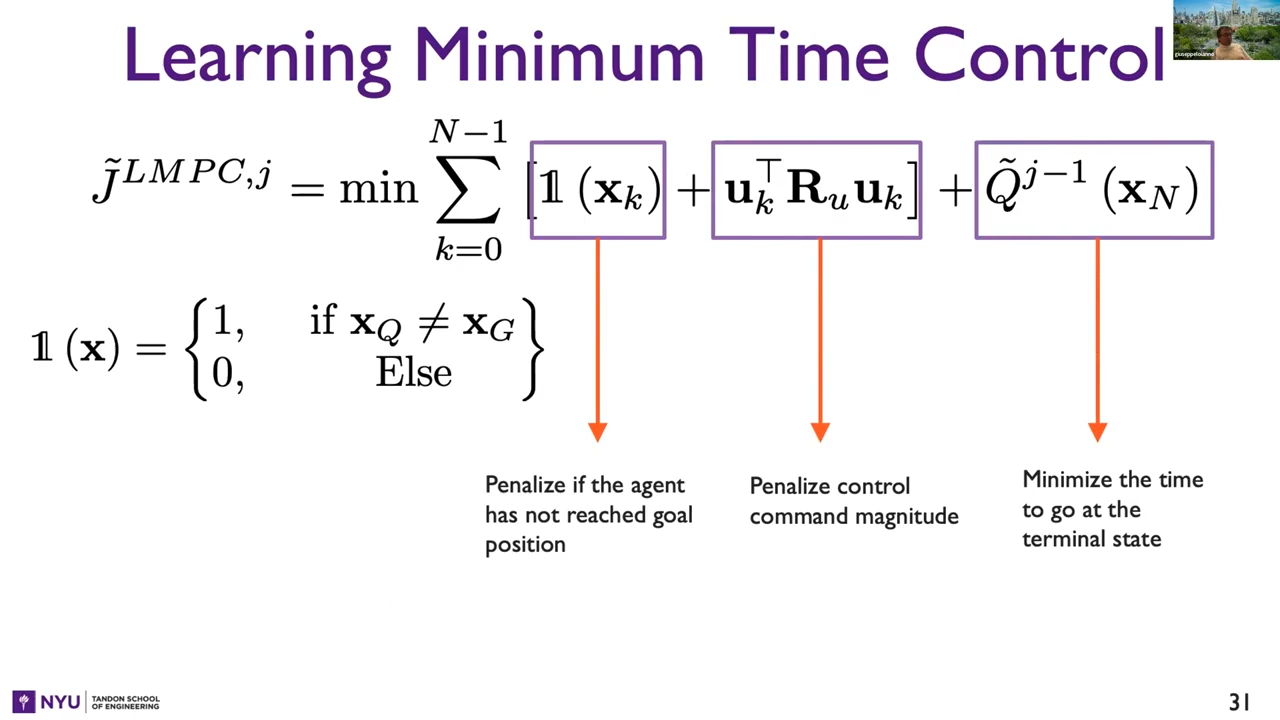 Learning Minimum Time Control
giuseppeloianno
J̃^{LMPC,j} = min ∑_{k=0}^{N−1} [𝟙(x_k) + u_k^⊤ R_u u_k] + Q̃^{j−1}(x_N)
𝟙(x) = { 1, if x_Q ≠ x_G
0, Else }
Penalize if the agent
has not reached goal
position
Penalize control
command magnitude
Minimize the time
to go at the
terminal state
NYU
TANDON SCHOOL
OF ENGINEERING
31